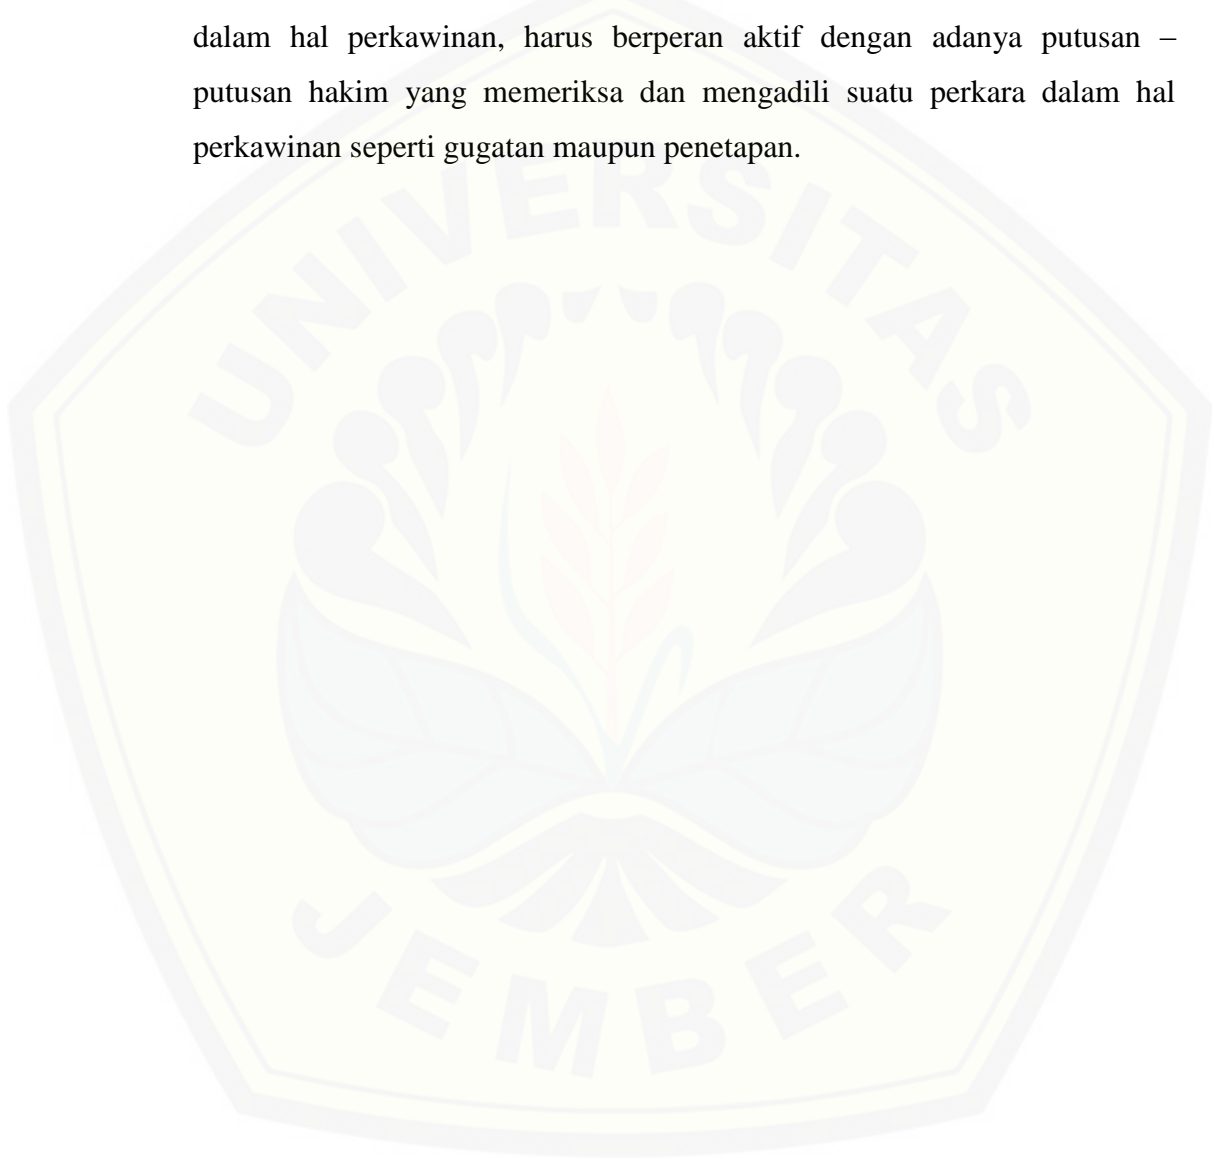 dalam hal perkawinan, harus berperan aktif dengan adanya putusan –
putusan hakim yang memeriksa dan mengadili suatu perkara dalam hal
perkawinan seperti gugatan maupun penetapan.
UNIVERSITAS
JEMBER